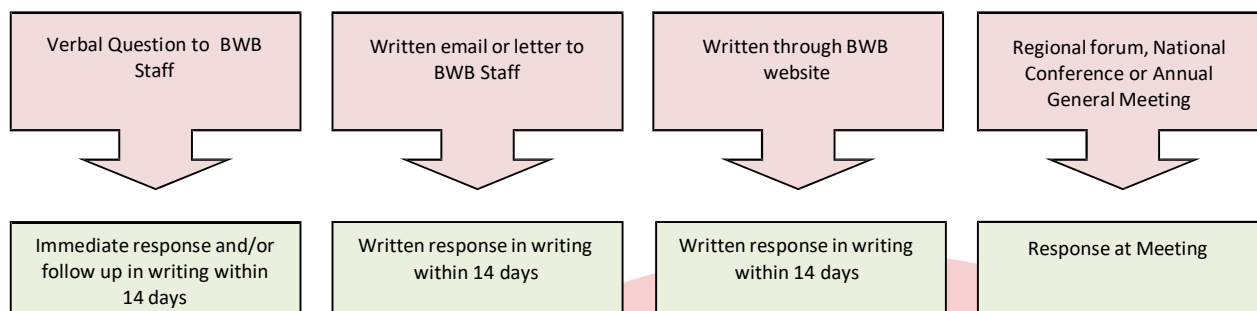 Verbal Question to BWB
Staff
Written email or letter to
BWB Staff
Written through BWB
website
Regional forum, National
Conference or Annual
General Meeting
Immediate response and/or
follow up in writing within
14 days
Written response in writing
within 14 days
Written response in writing
within 14 days
Response at Meeting